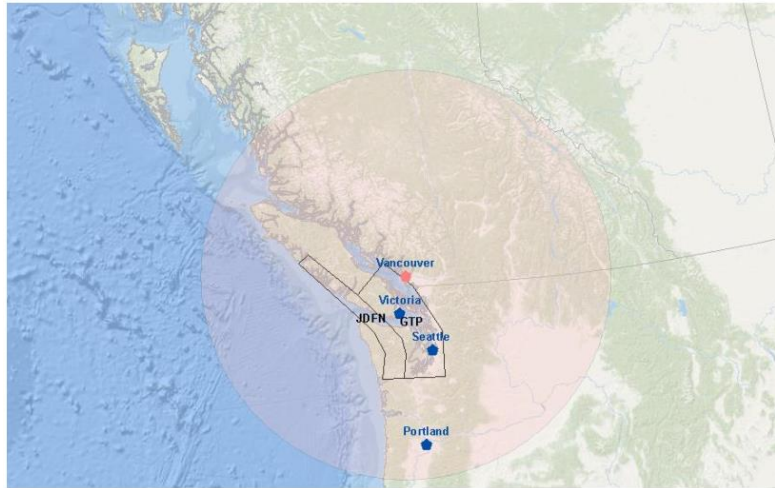 Vancouver
Victoria
JDFN GTP
Seattle
Portland